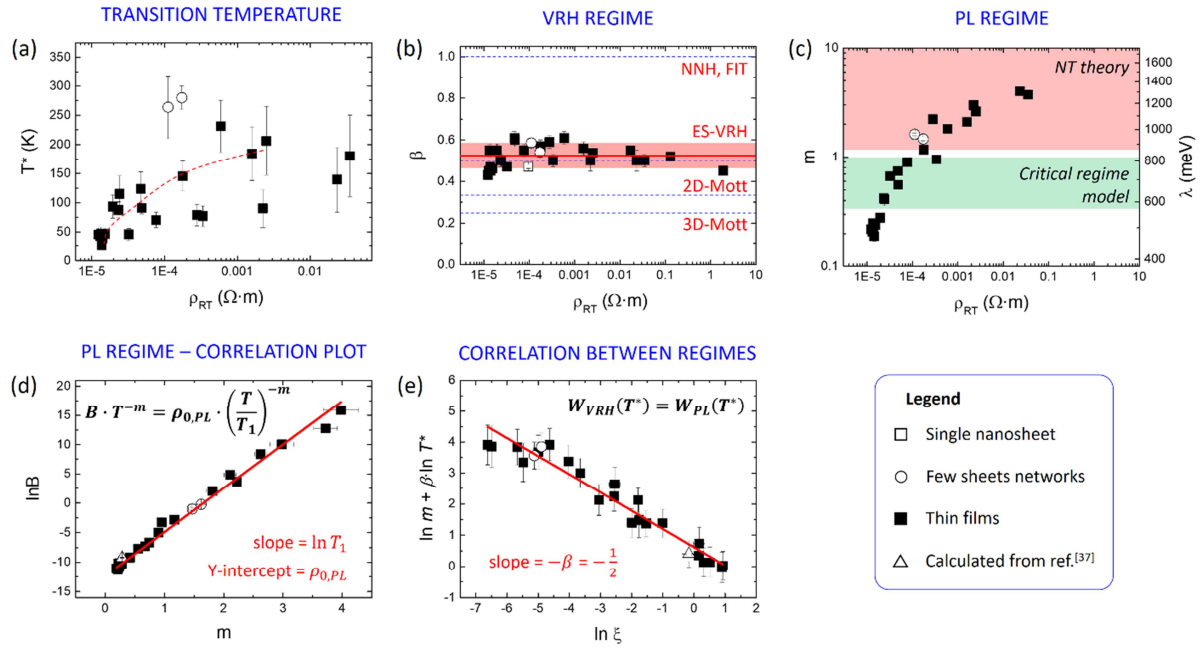 TRANSITION TEMPERATURE
VRH REGIME
PL REGIME
(a)
400
350
300
250
200
150
100
50
0
T* (K)
1E-5 1E-4 0.001 0.01
ρRT (Ω·m)
(b)
1.0
0.8
0.6
0.4
0.2
0.0
β
NNH, FIT
ES-VRH
2D-Mott
3D-Mott
1E-5 1E-4 0.001 0.01 0.1 1 10
ρRT (Ω·m)
(c)
10
1
0.1
m
NT theory
Critical regime
model
1600
1400
1200
1000
800
600
400
λ (meV)
1E-5 1E-4 0.001 0.01 0.1 1 10
ρRT (Ω·m)
PL REGIME – CORRELATION PLOT
CORRELATION BETWEEN REGIMES
(d)
20
15
10
5
0
-5
-10
-15
lnB
B · T^-m = ρ0,PL · (T/T1)^-m
slope = ln T1
Y-intercept = ρ0,PL
0 1 2 3 4
m
(e)
6
5
4
3
2
1
0
-1
ln m + β·ln T*
WVRH(T*) = WPL(T*)
slope = −β = −1/2
-7 -6 -5 -4 -3 -2 -1 0 1 2
ln ξ
Legend
Single nanosheet
Few sheets networks
Thin films
Calculated from ref.[37]